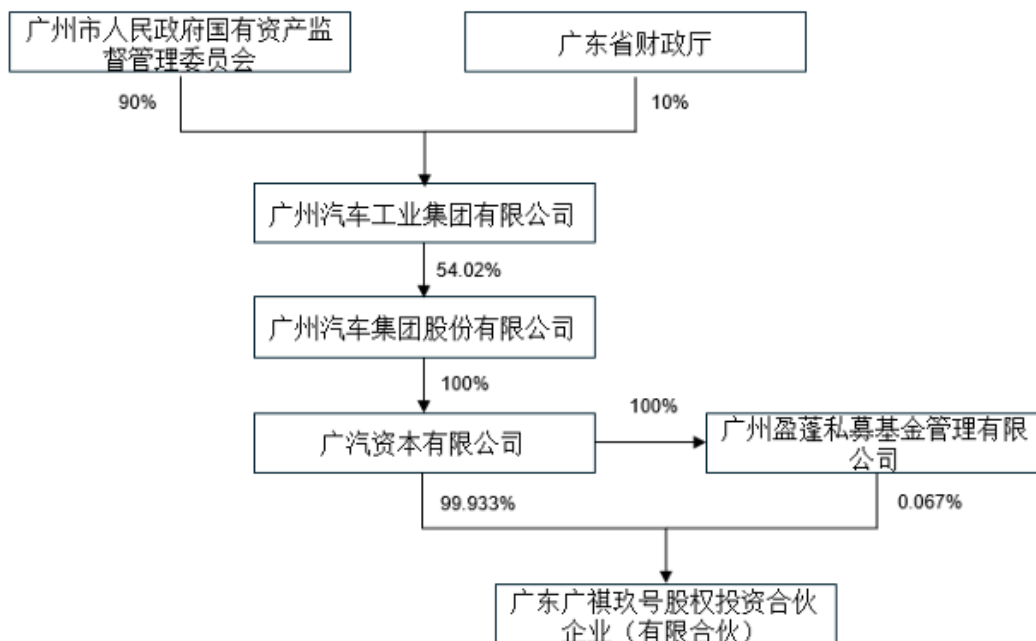 广州市人民政府国有资产监
督管理委员会
广东省财政厅
90%
10%
广州汽车工业集团有限公司
54.02%
广州汽车集团股份有限公司
100%
100%
广汽资本有限公司
广州盈蓬私募基金管理有限
公司
99.933%
0.067%
广东广祺玖号股权投资合伙
企业（有限合伙）